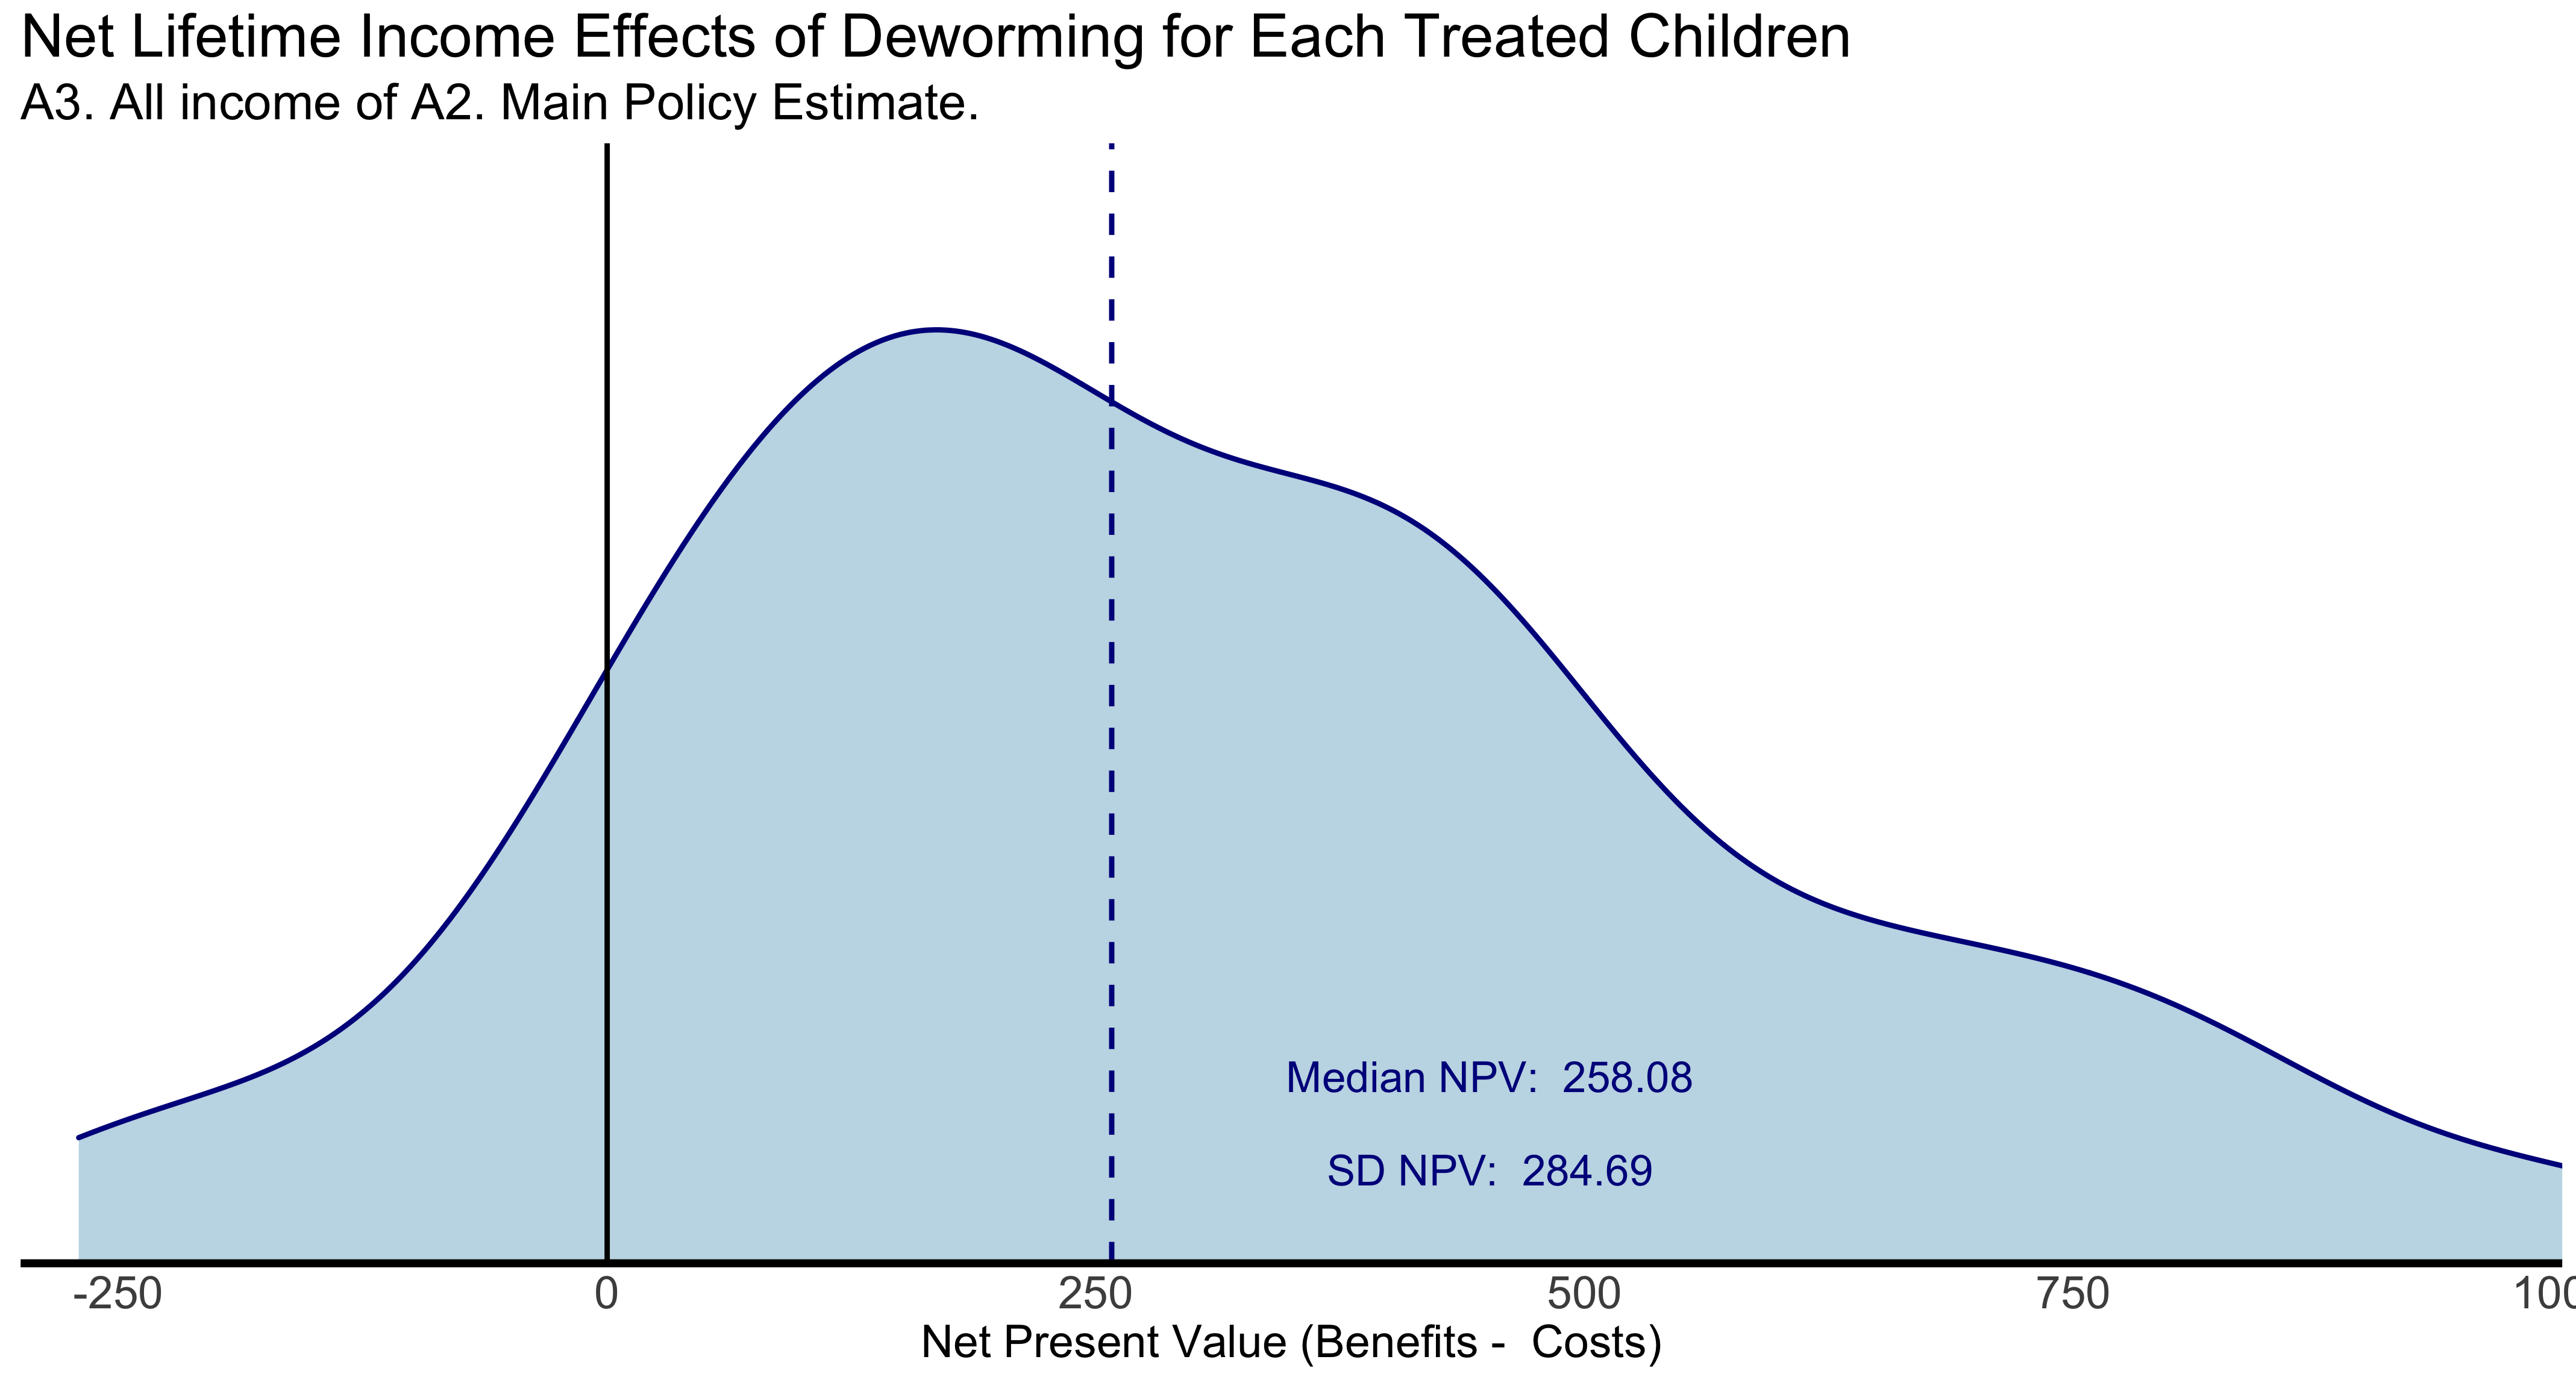 Net Lifetime Income Effects of Deworming for Each Treated Children
A3. All income of A2. Main Policy Estimate.
Median NPV:  258.08
SD NPV:  284.69
-250 0 250 500 750 100
Net Present Value (Benefits -  Costs)